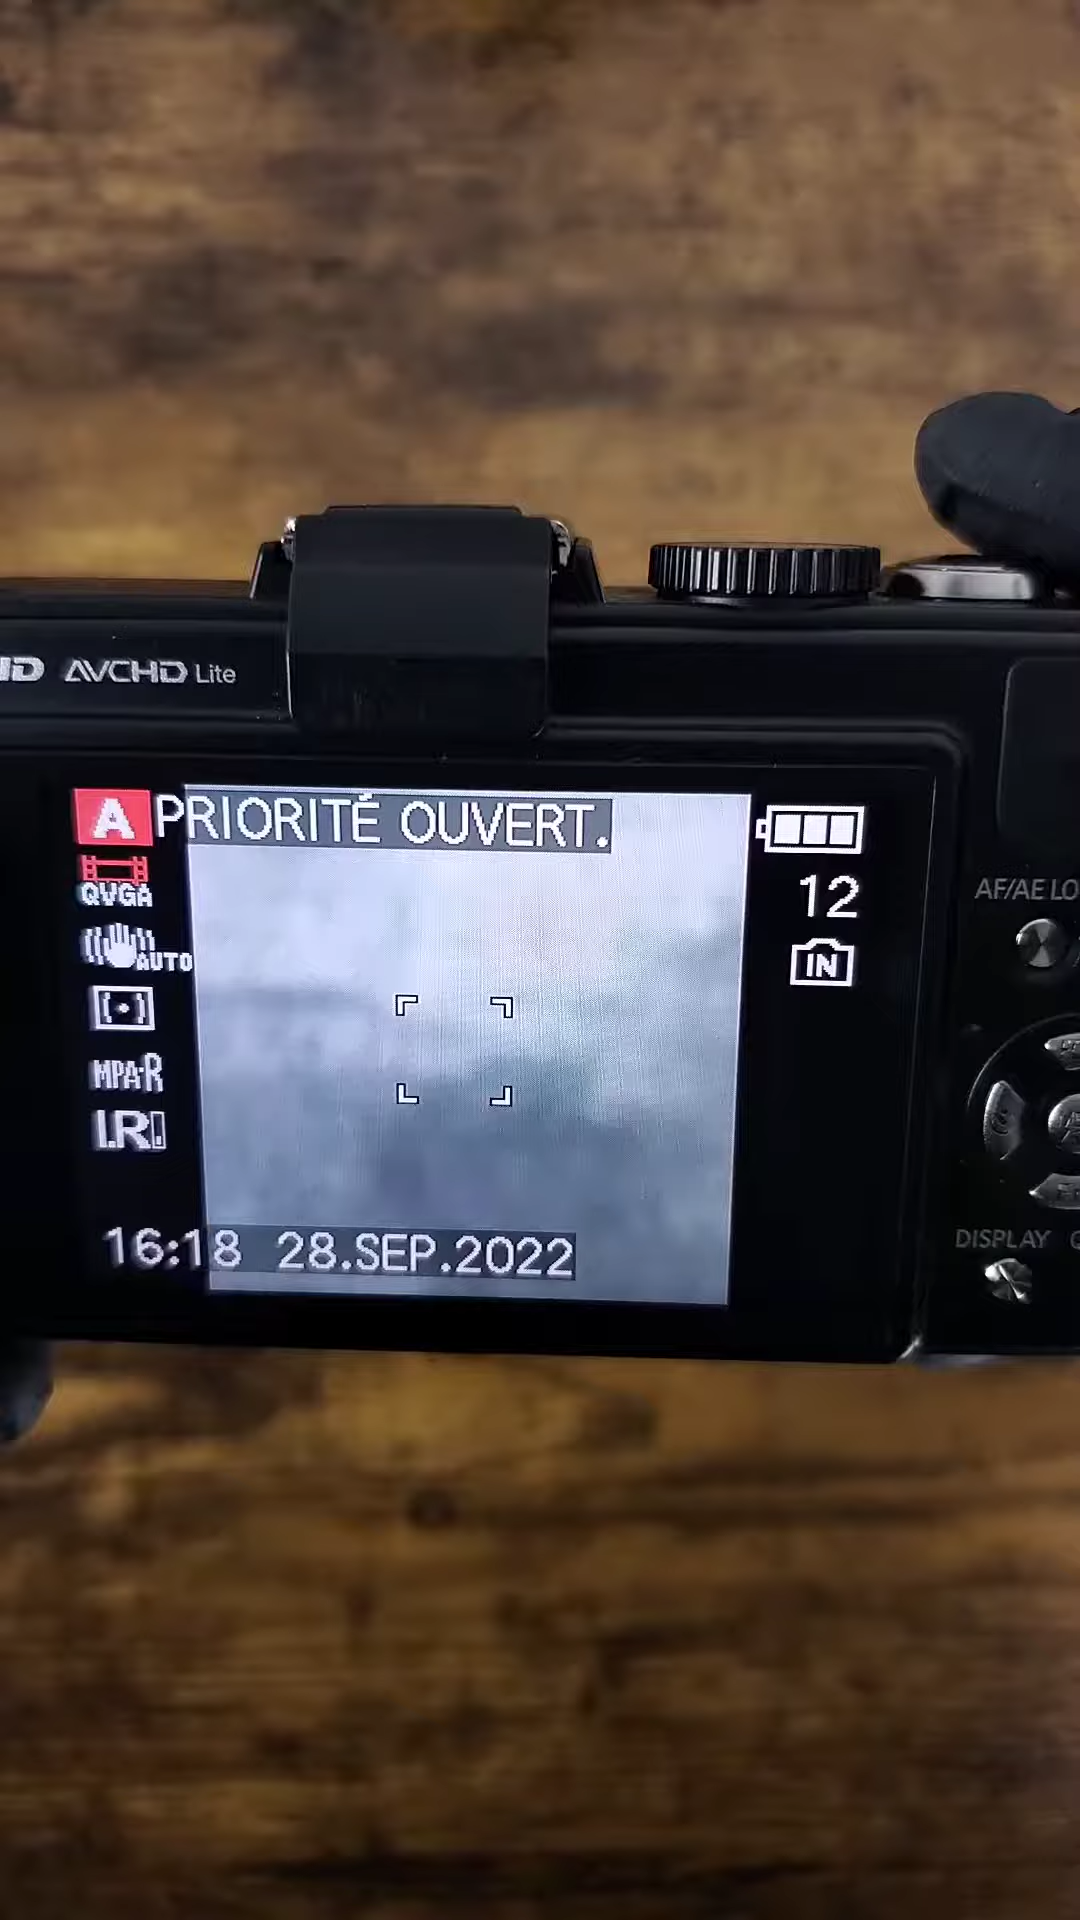 AVCHD Lite
A PRIORITÉ OUVERT.
QVGA
12
AUTO
IN
AF/AE LO
MPA-R
I.R
16:18 28.SEP.2022
DISPLAY